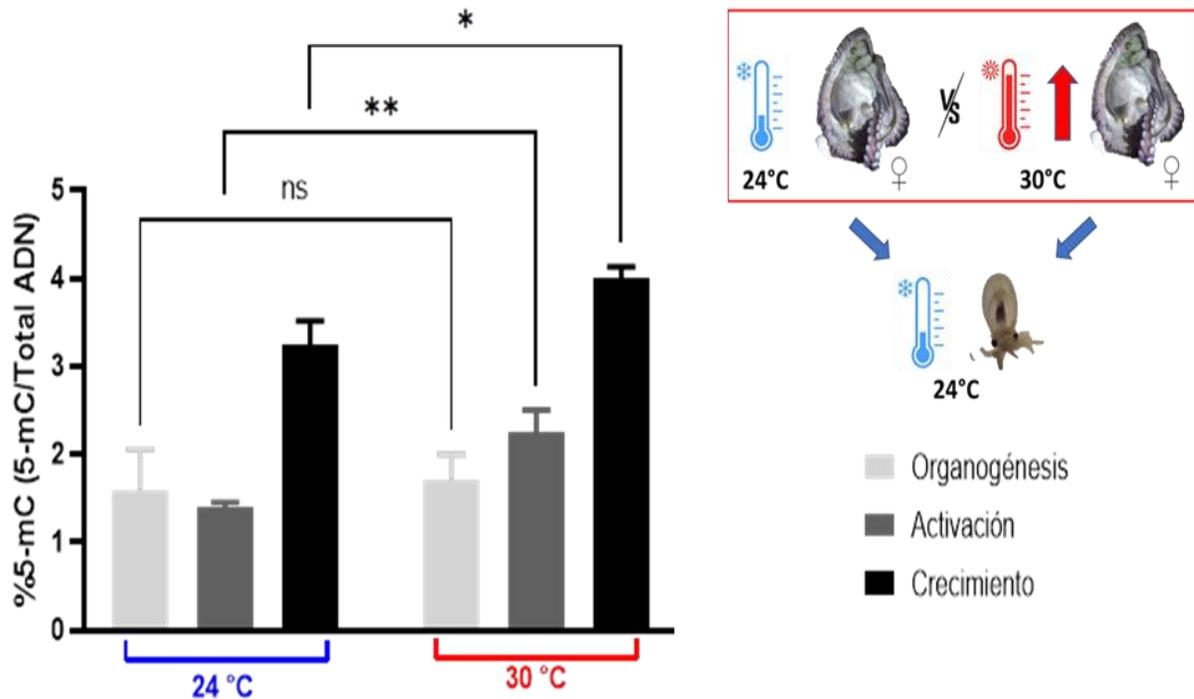 *
**
ns
%5-mC (5-mC/Total ADN)
5
4
3
2
1
0
24 °C
30 °C
24°C
♀
V/S
30°C
♀
24°C
Organogénesis
Activación
Crecimiento